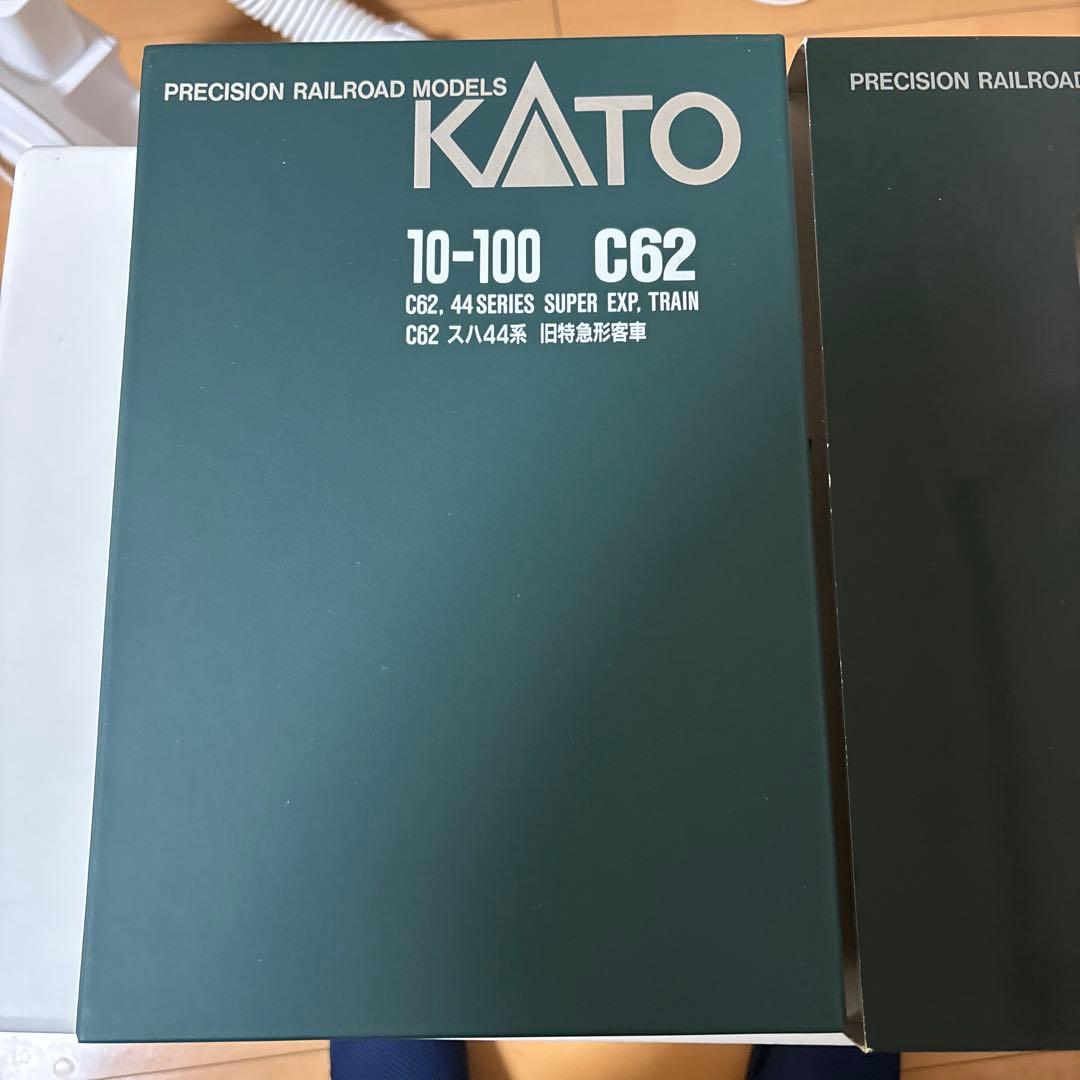 PRECISION RAILROAD MODELS
KATO
10-100 C62
C62, 44 SERIES SUPER EXP, TRAIN
C62 スハ44系 旧特急形客車
PRECISION RAILROAD